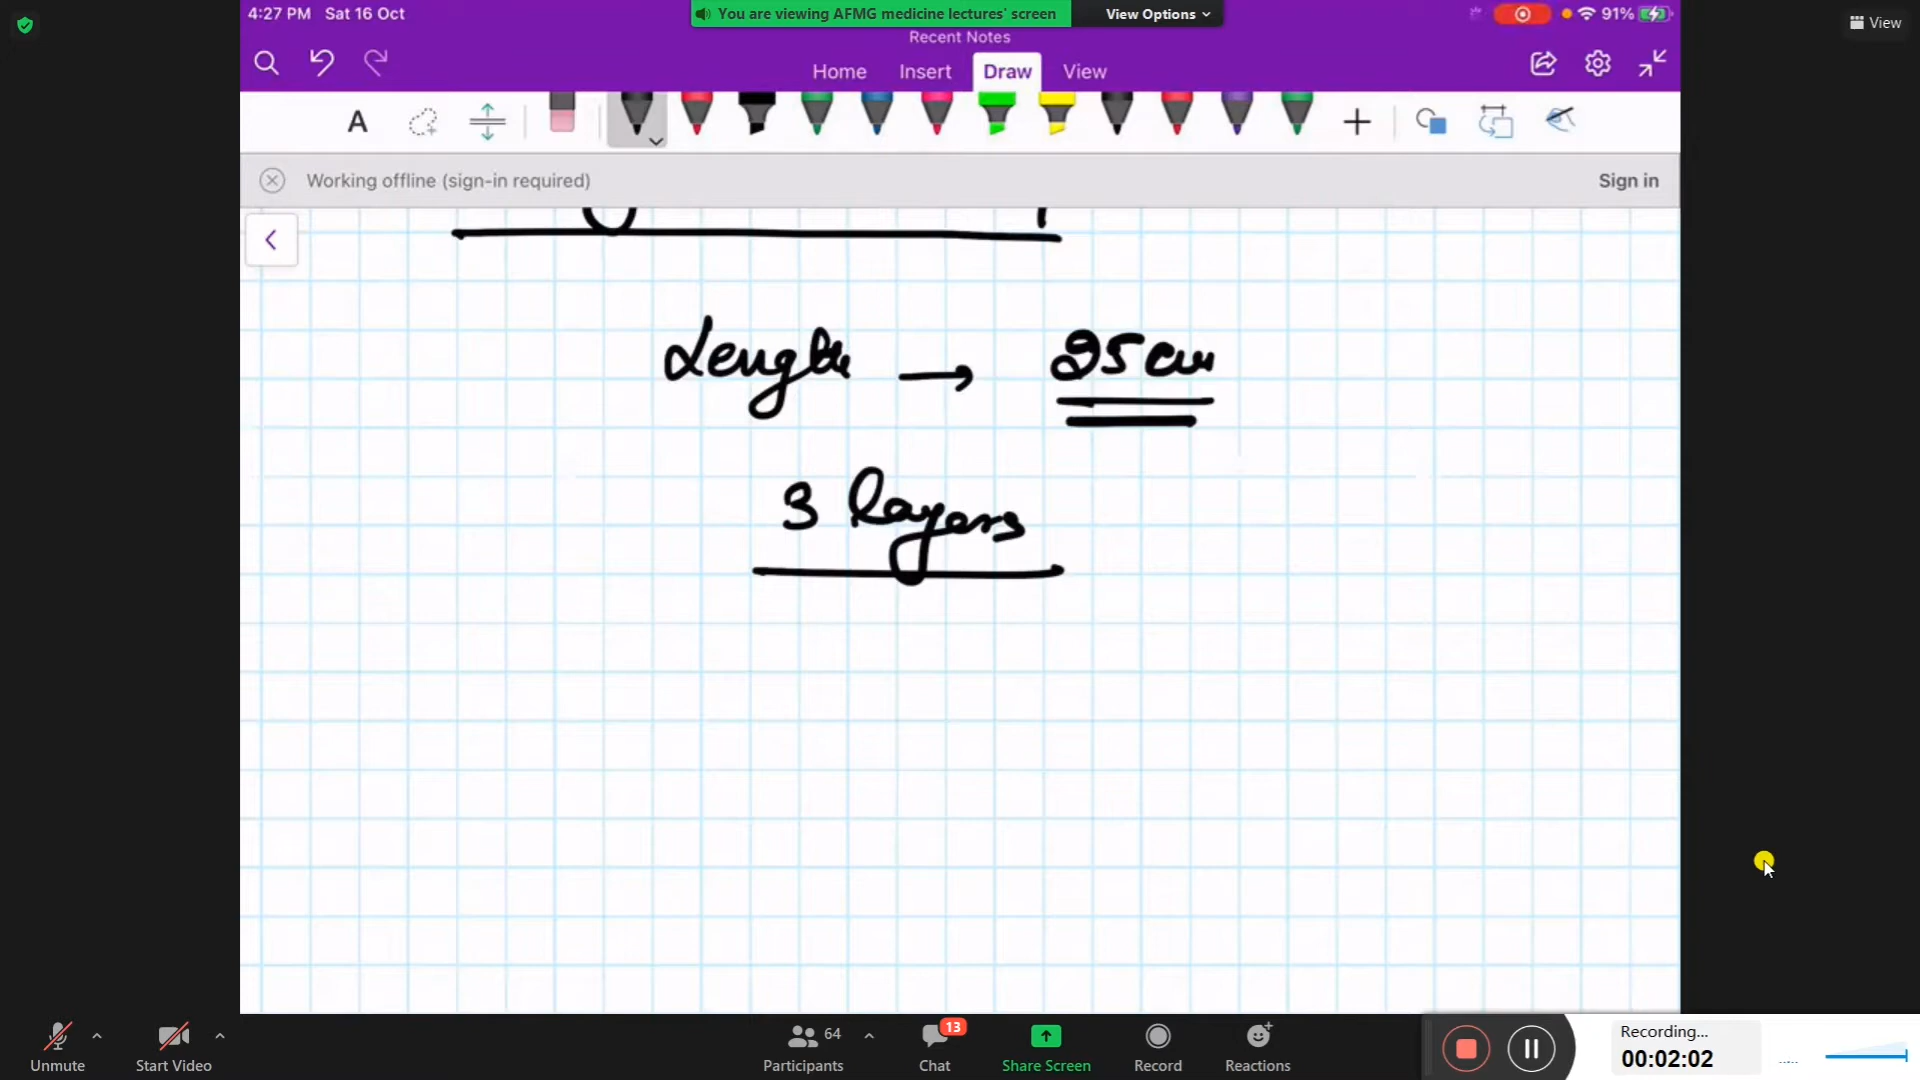 4:27 PM Sat 16 Oct
You are viewing AFMG medicine lectures' screen
View Options
91%
View
Recent Notes
Home Insert Draw View
A
Working offline (sign-in required)
Sign in
Length → 25 cm
3 layers
Unmute
Start Video
64
Participants
13
Chat
Share Screen
Record
Reactions
Recording...
00:02:02